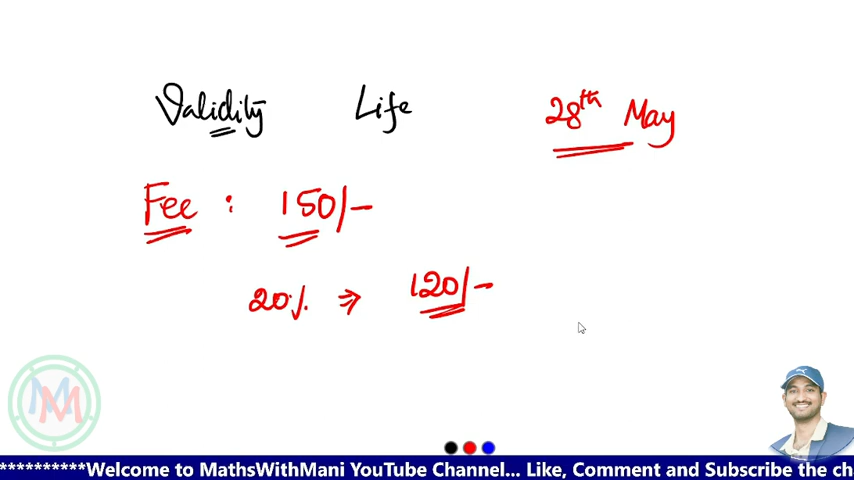 Validity Life 28th May
Fee : 150/-
20% ⇒ 120/-
MM
**********Welcome to MathsWithMani YouTube Channel... Like, Comment and Subscribe the ch